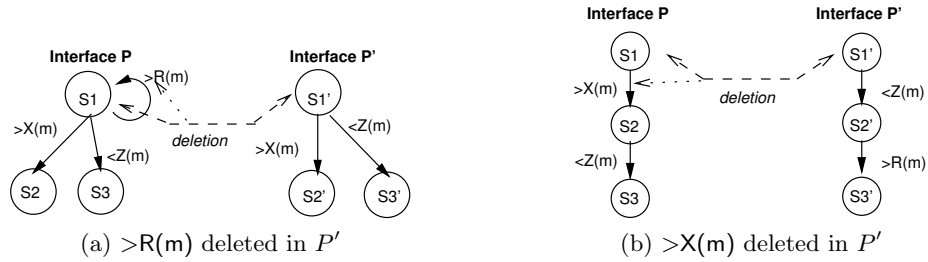 Interface P
Interface P'
>R(m)
S1
S1'
>X(m)
<Z(m)
deletion
>X(m)
<Z(m)
S2
S3
S2'
S3'
(a) >R(m) deleted in P′
Interface P
Interface P'
S1
S1'
>X(m)
deletion
<Z(m)
S2
S2'
<Z(m)
>R(m)
S3
S3'
(b) >X(m) deleted in P′